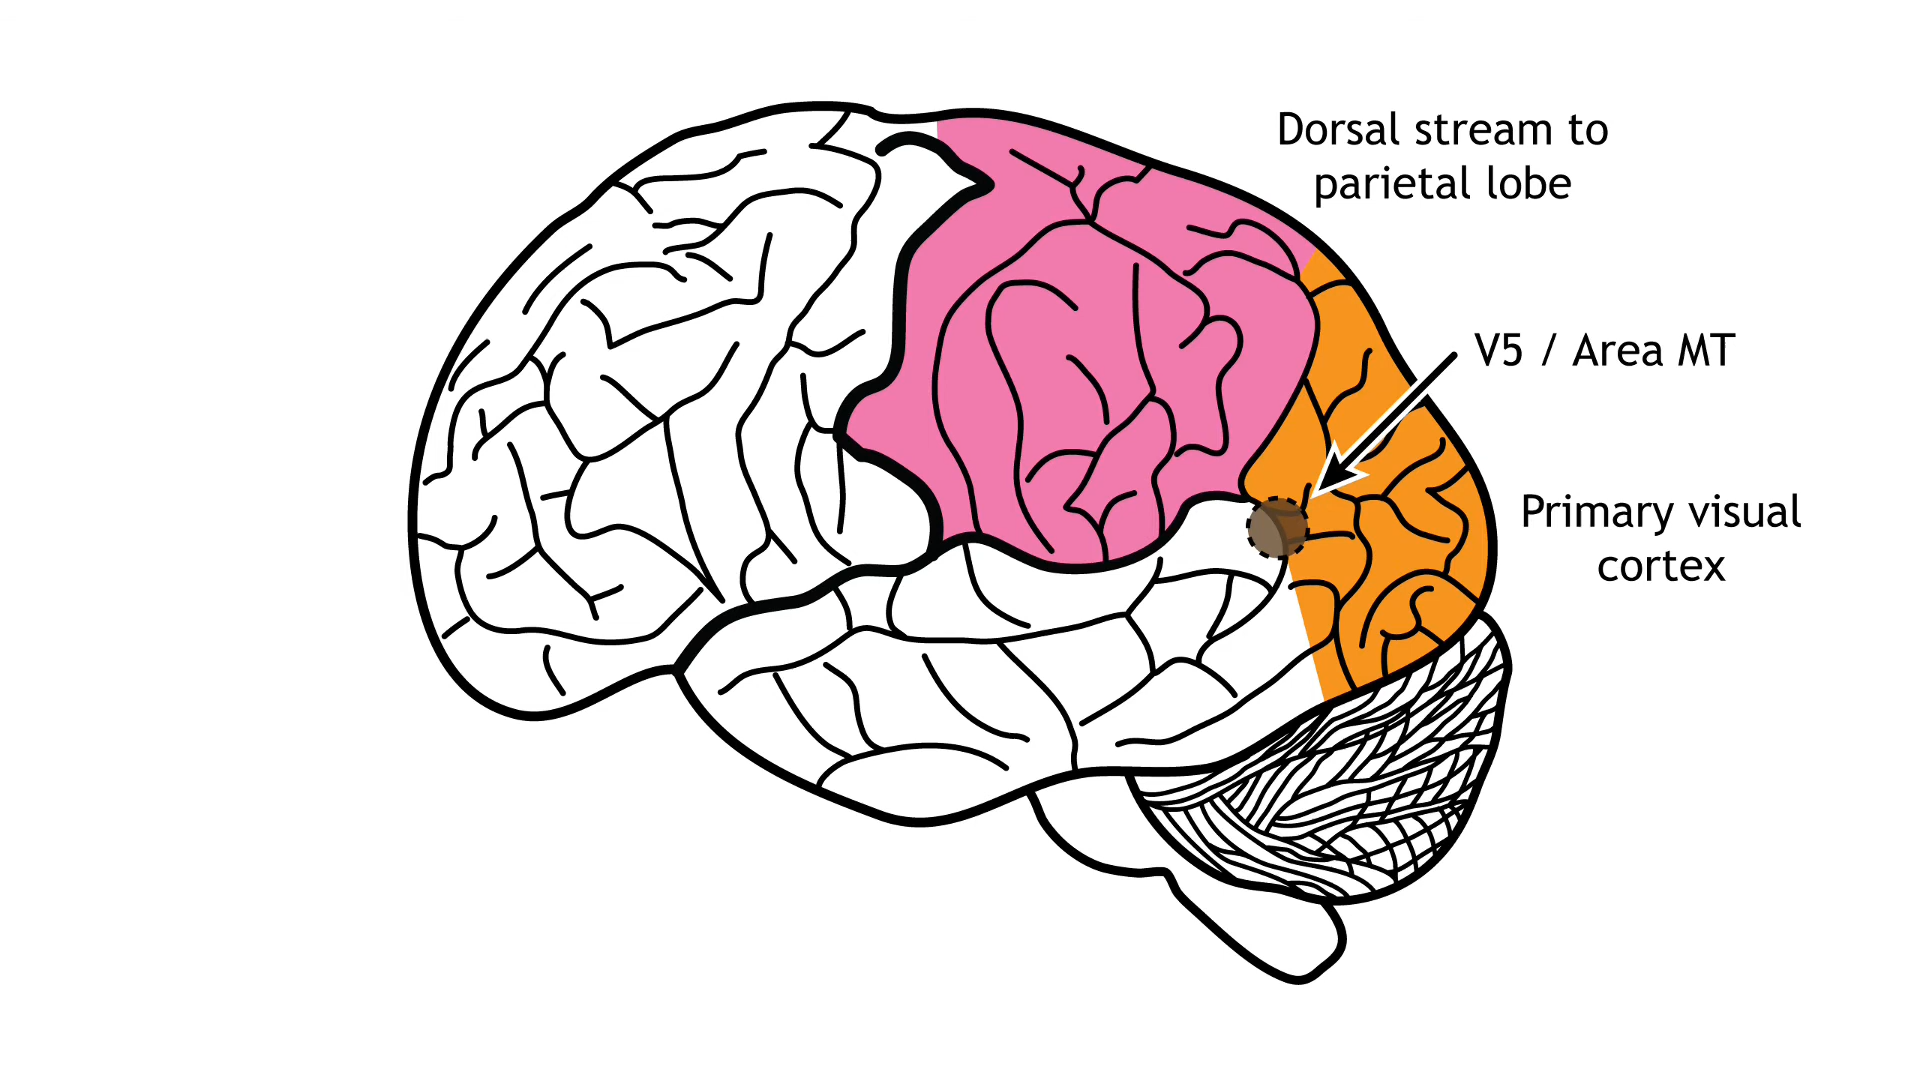 Dorsal stream to
parietal lobe
V5 / Area MT
Primary visual
cortex